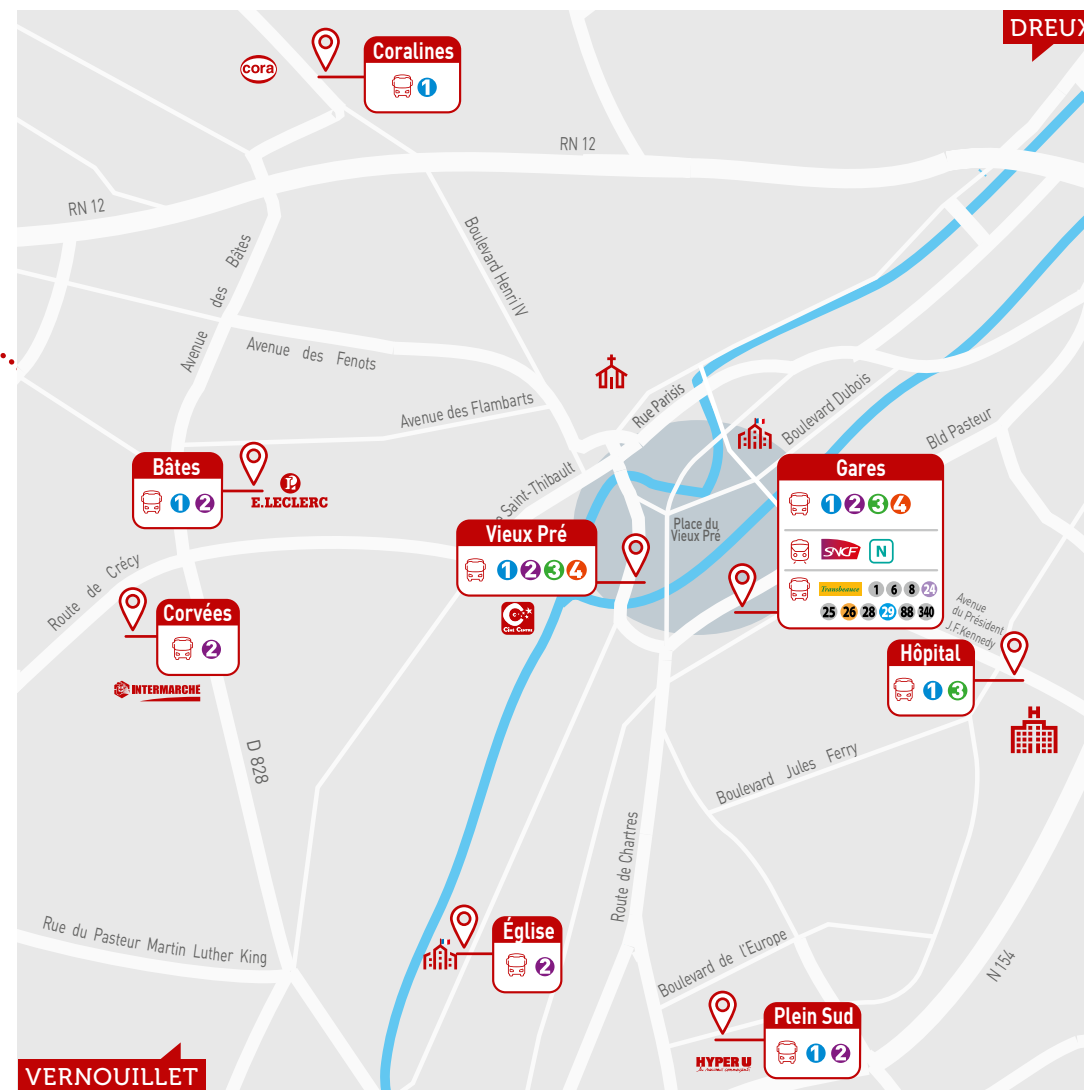 DREUX
cora
Coralines
1
RN 12
RN 12
Boulevard Henri IV
Avenue des Bâtes
Avenue des Fenots
Avenue des Flambarts
Rue Parisis
Boulevard Dubois
Bld Pasteur
Bâtes
1 2
E.LECLERC
Saint-Thibault
Place du
Vieux Pré
Gares
1 2 3 4
SNCF N
Transbeauce 1 6 8 24
25 26 28 29 88 340
Vieux Pré
1 2 3 4
Ciné Centre
Route de Crécy
Corvées
2
INTERMARCHE
Avenue
du Président
J.F.Kennedy
Hôpital
1 3
H
D 828
Boulevard Jules Ferry
Route de Chartres
Rue du Pasteur Martin Luther King
Église
2
Boulevard de l'Europe
N 154
Plein Sud
1 2
HYPER U
VERNOUILLET